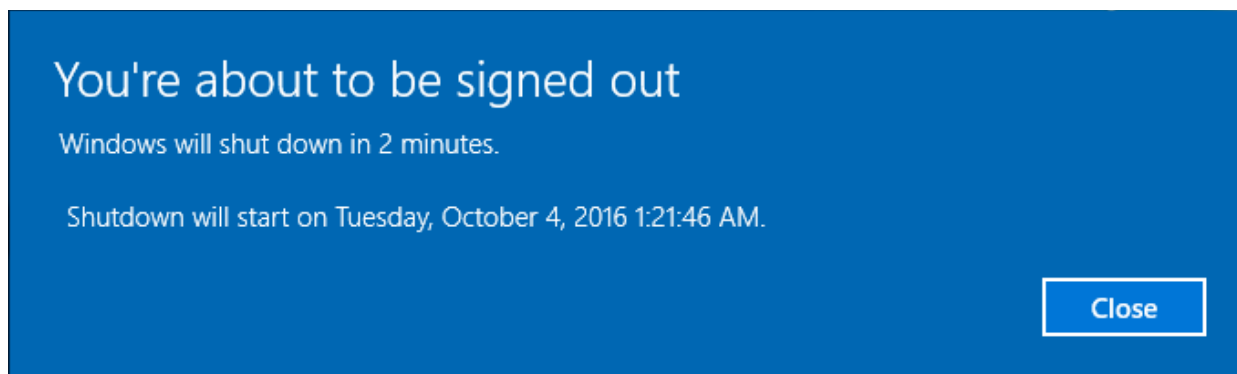 You're about to be signed out
Windows will shut down in 2 minutes.
Shutdown will start on Tuesday, October 4, 2016 1:21:46 AM.
Close